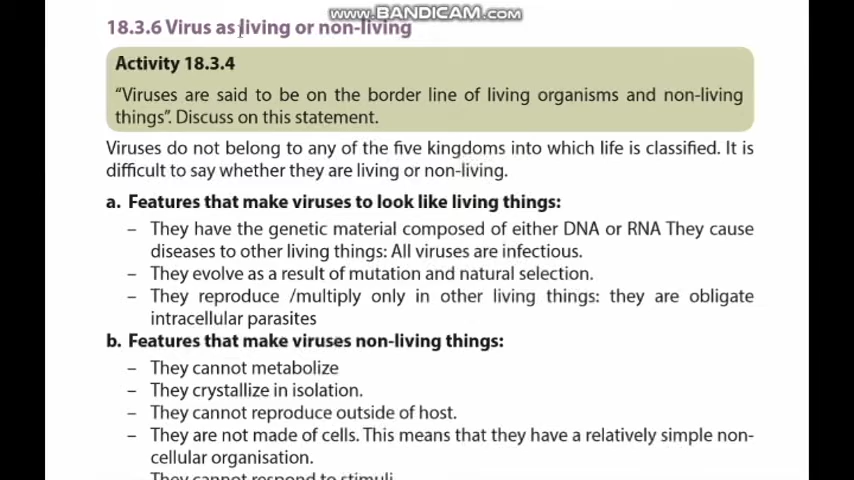 www.BANDICAM.com
18.3.6 Virus as living or non-living
Activity 18.3.4
“Viruses are said to be on the border line of living organisms and non-living
things”. Discuss on this statement.
Viruses do not belong to any of the five kingdoms into which life is classified. It is
difficult to say whether they are living or non-living.
a. Features that make viruses to look like living things:
– They have the genetic material composed of either DNA or RNA They cause
diseases to other living things: All viruses are infectious.
– They evolve as a result of mutation and natural selection.
– They reproduce /multiply only in other living things: they are obligate
intracellular parasites
b. Features that make viruses non-living things:
– They cannot metabolize
– They crystallize in isolation.
– They cannot reproduce outside of host.
– They are not made of cells. This means that they have a relatively simple non-
cellular organisation.
They cannot respond to stimuli